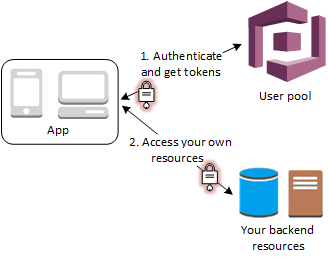 1. Authenticate
and get tokens
User pool
App
2. Access your own
resources
Your backend
resources